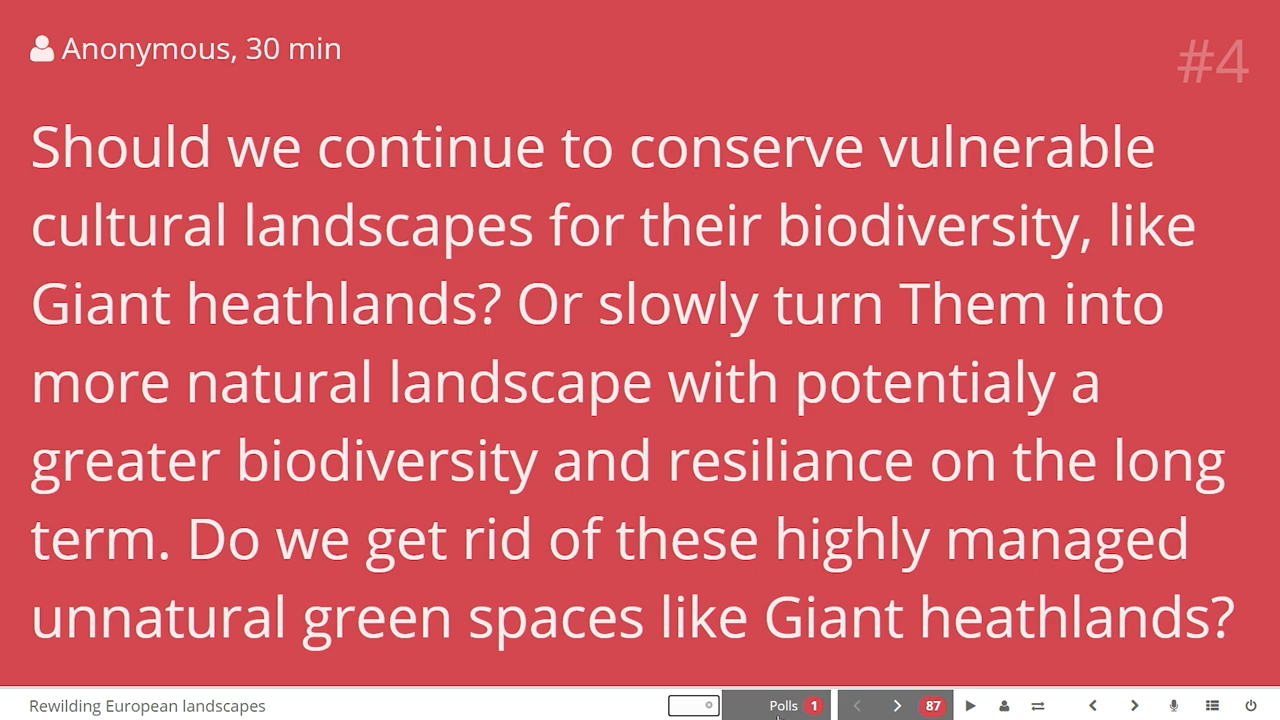 Anonymous, 30 min
#4
Should we continue to conserve vulnerable
cultural landscapes for their biodiversity, like
Giant heathlands? Or slowly turn Them into
more natural landscape with potentialy a
greater biodiversity and resiliance on the long
term. Do we get rid of these highly managed
unnatural green spaces like Giant heathlands?
Rewilding European landscapes
Polls 1
87